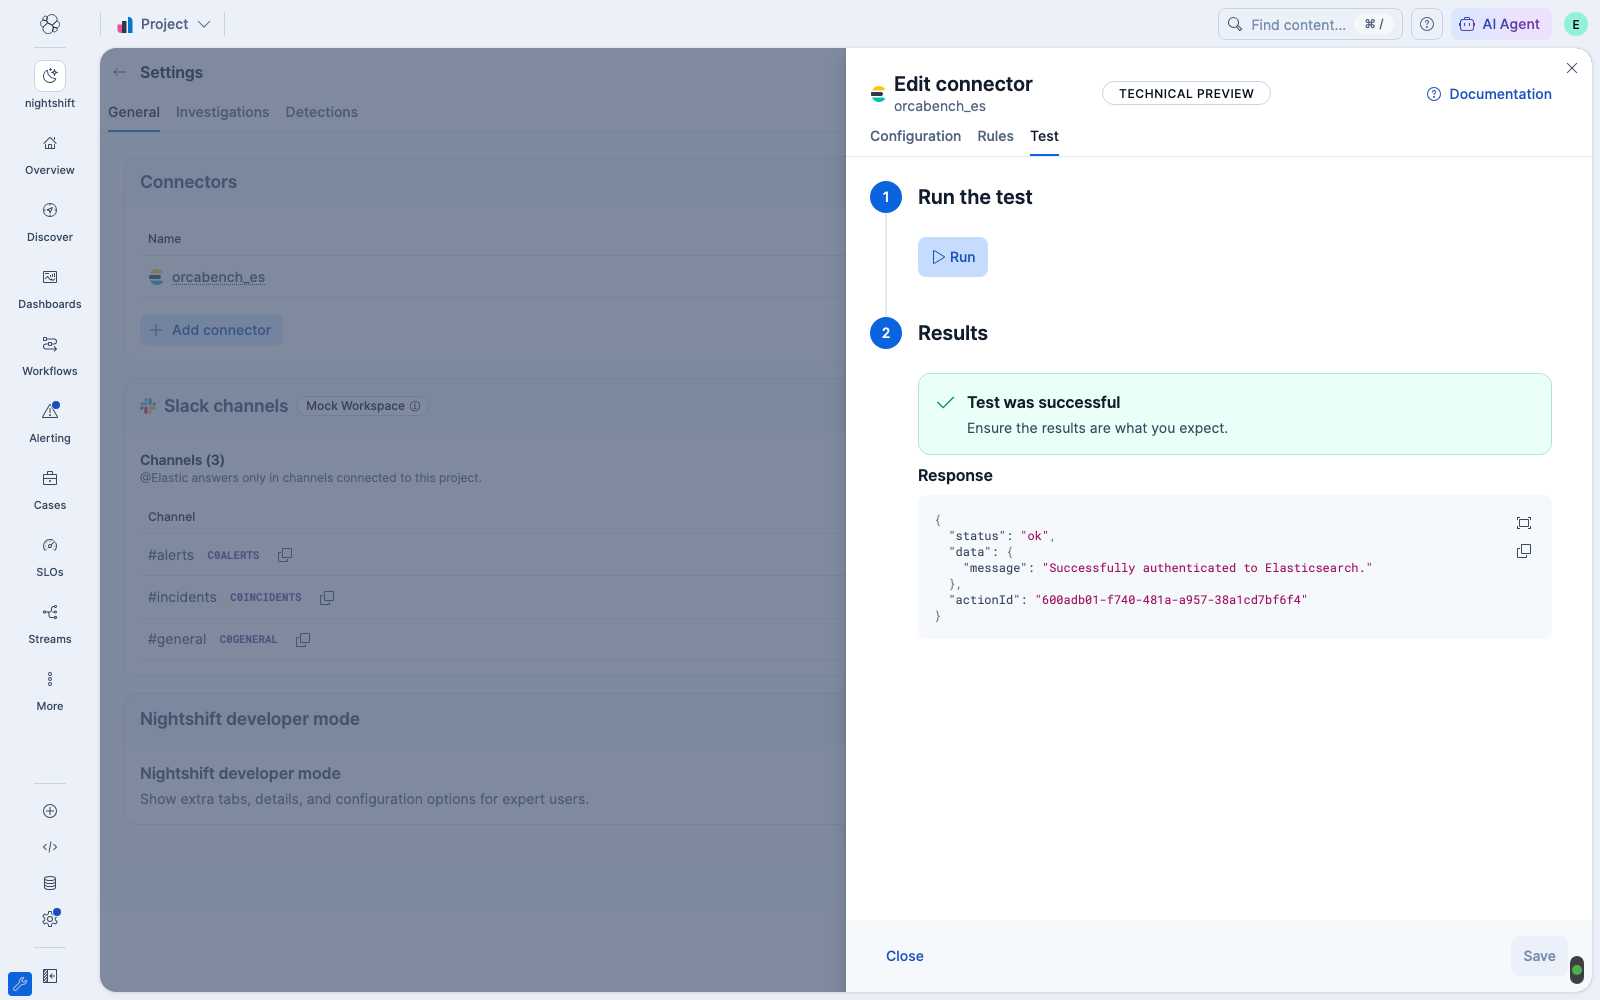 Project
Find content...
⌘ /
AI Agent
E
nightshift
Overview
Discover
Dashboards
Workflows
Alerting
Cases
SLOs
Streams
More
Settings
General
Investigations
Detections
Connectors
Name
orcabench_es
Add connector
Slack channels
Mock Workspace
Channels (3)
@Elastic answers only in channels connected to this project.
Channel
#alerts C0ALERTS
#incidents C0INCIDENTS
#general C0GENERAL
Nightshift developer mode
Nightshift developer mode
Show extra tabs, details, and configuration options for expert users.
Edit connector
orcabench_es
TECHNICAL PREVIEW
Documentation
Configuration
Rules
Test
1
Run the test
Run
2
Results
Test was successful
Ensure the results are what you expect.
Response
{
"status": "ok",
"data": {
"message": "Successfully authenticated to Elasticsearch."
},
"actionId": "600adb01-f740-481a-a957-38a1cd7bf6f4"
}
Close
Save